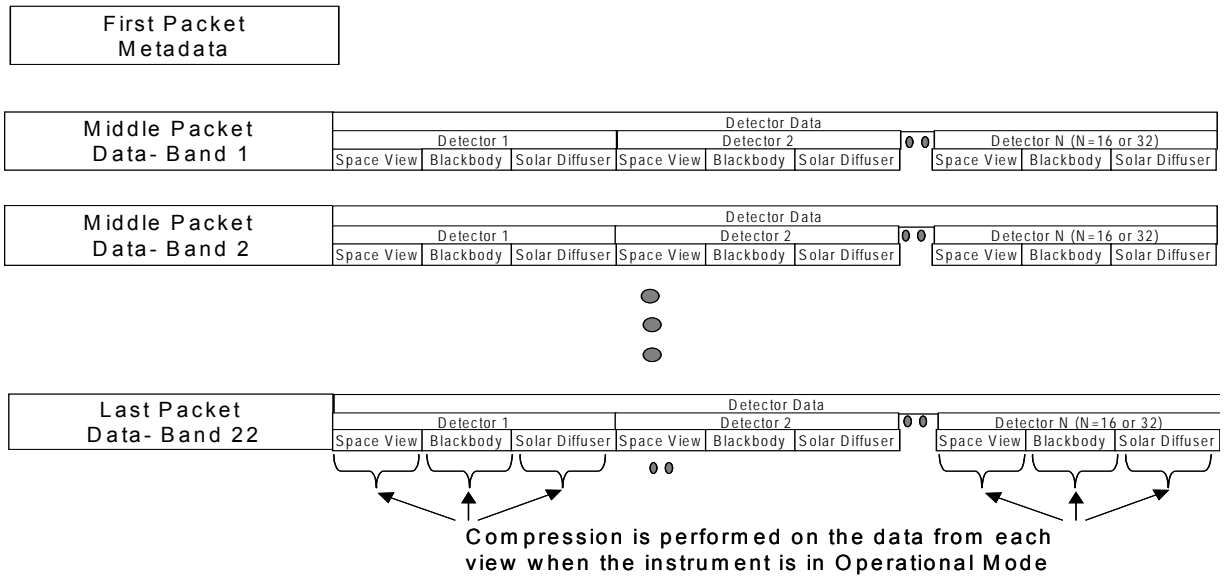 First Packet
Metadata
Middle Packet
Data- Band 1
Detector Data
Detector 1 Detector 2 Detector N (N=16 or 32)
Space View Blackbody Solar Diffuser Space View Blackbody Solar Diffuser Space View Blackbody Solar Diffuser
Middle Packet
Data- Band 2
Detector Data
Detector 1 Detector 2 Detector N (N=16 or 32)
Space View Blackbody Solar Diffuser Space View Blackbody Solar Diffuser Space View Blackbody Solar Diffuser
Last Packet
Data- Band 22
Detector Data
Detector 1 Detector 2 Detector N (N=16 or 32)
Space View Blackbody Solar Diffuser Space View Blackbody Solar Diffuser Space View Blackbody Solar Diffuser
Compression is performed on the data from each
view when the instrument is in Operational Mode